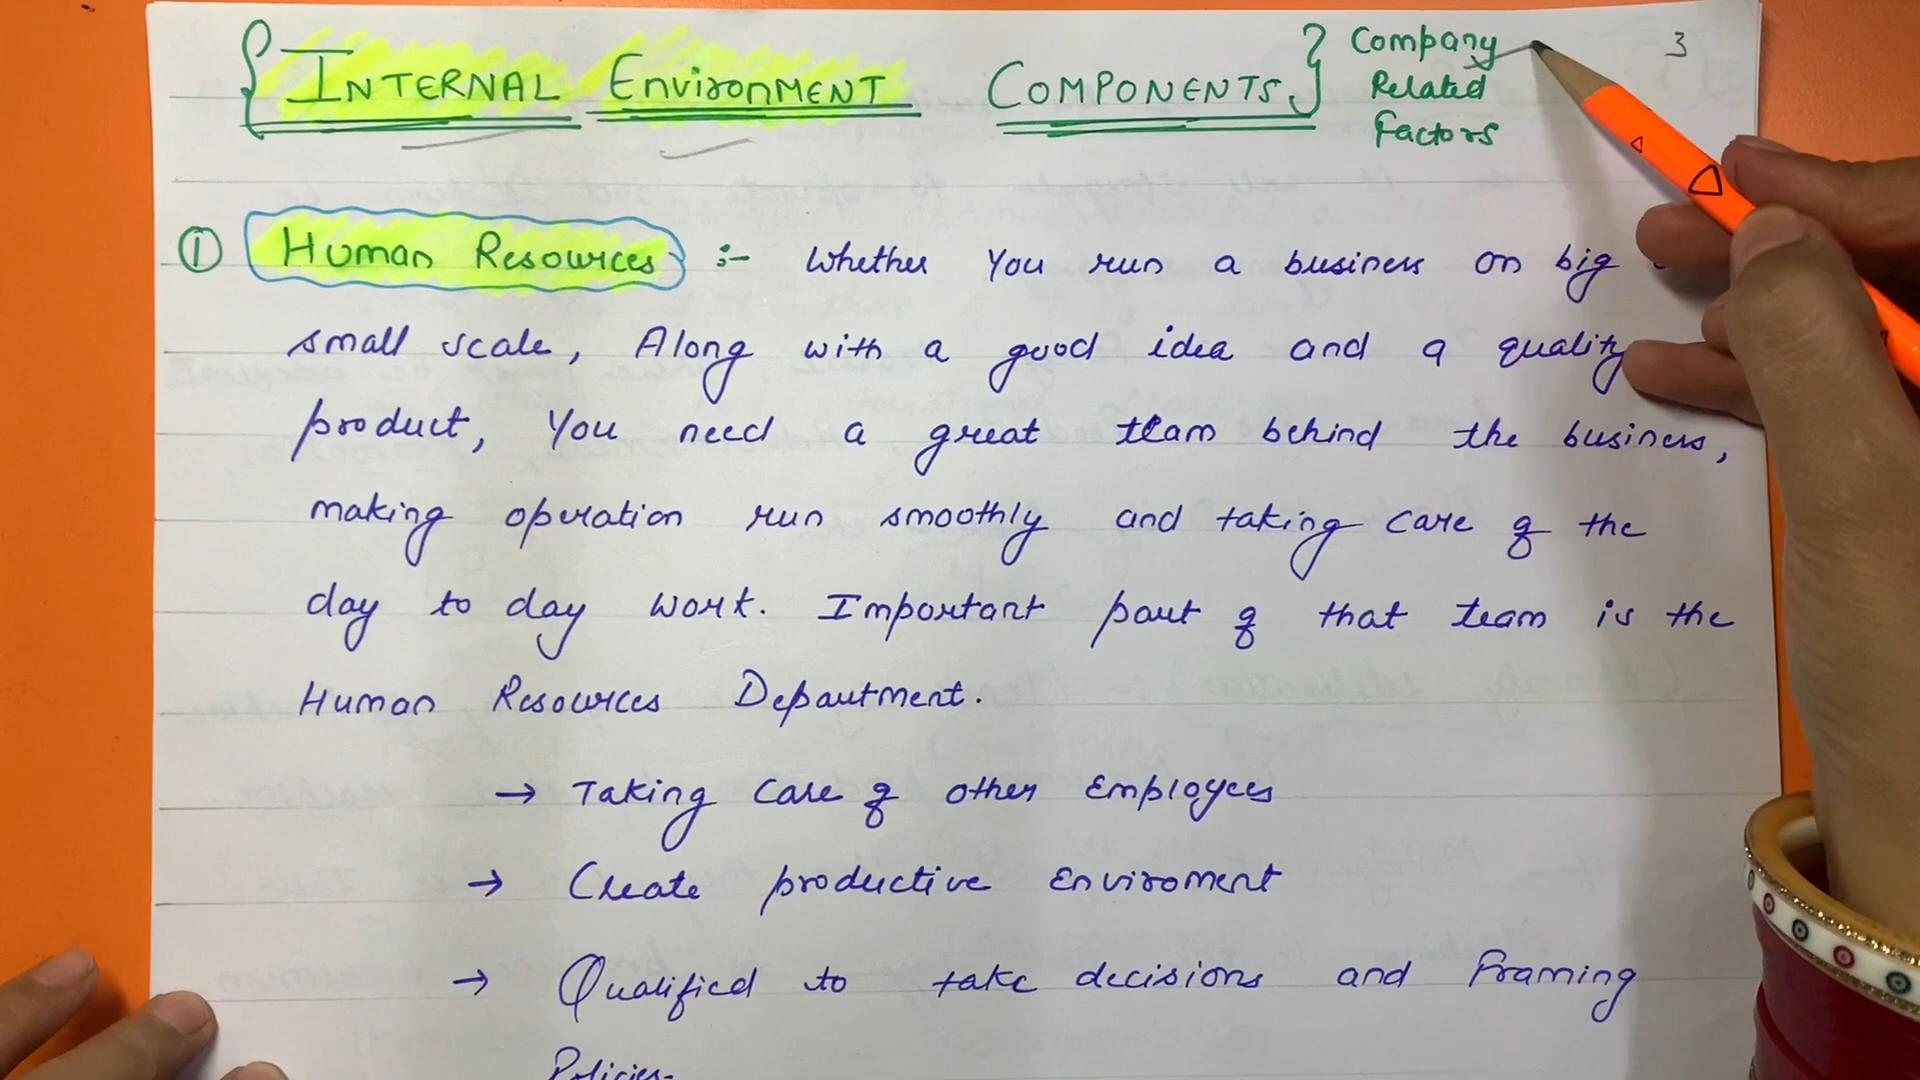 {INTERNAL Environment COMPONENTS} Company Related Factors
3
① Human Resources :- Whether you run a business on big
small scale, Along with a good idea and a quality
product, you need a great team behind the business,
making operation run smoothly and taking care of the
day to day work. Important part of that team is the
Human Resources Department.
→ Taking care of other Employees
→ Create productive Enviroment
→ Qualified to take decisions and Framing
Policies.